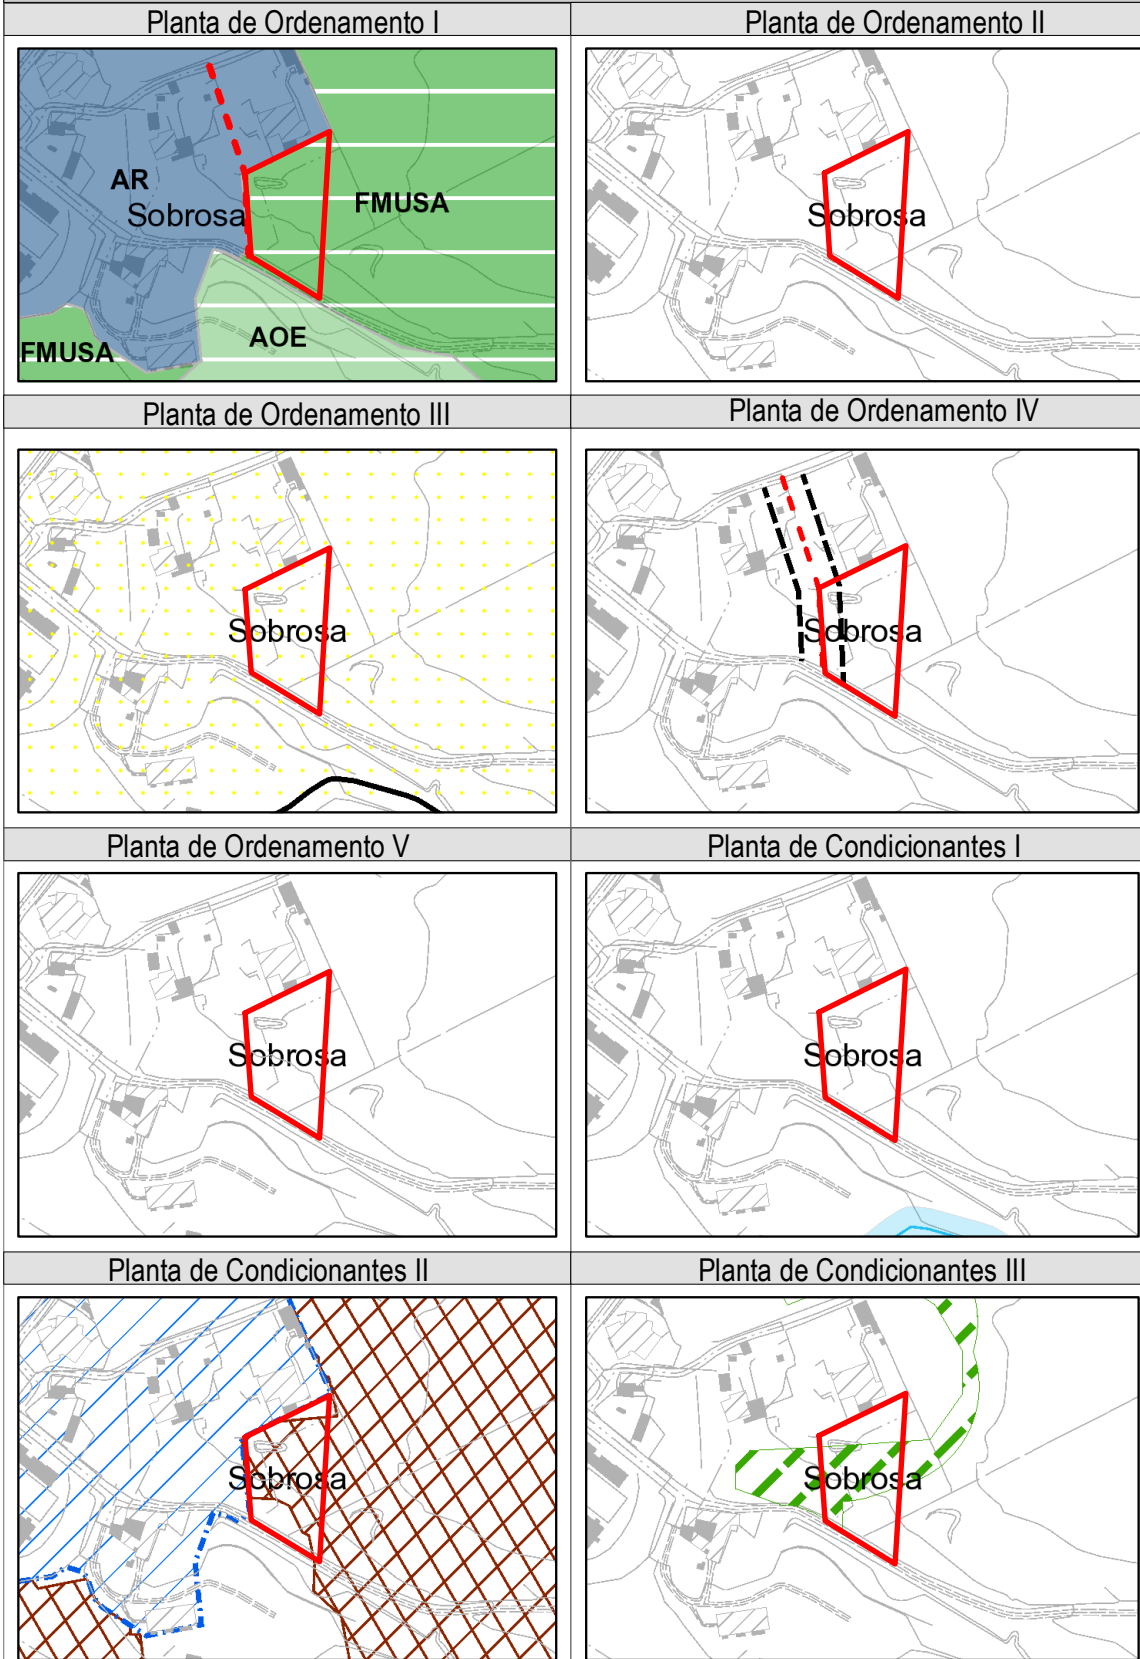 Planta de Ordenamento I
Planta de Ordenamento II
AR
Sobrosa
FMUSA
AOE
FMUSA
Sobrosa
Planta de Ordenamento III
Planta de Ordenamento IV
Sobrosa
Sobrosa
Planta de Ordenamento V
Planta de Condicionantes I
Sobrosa
Sobrosa
Planta de Condicionantes II
Planta de Condicionantes III
Sobrosa
Sobrosa